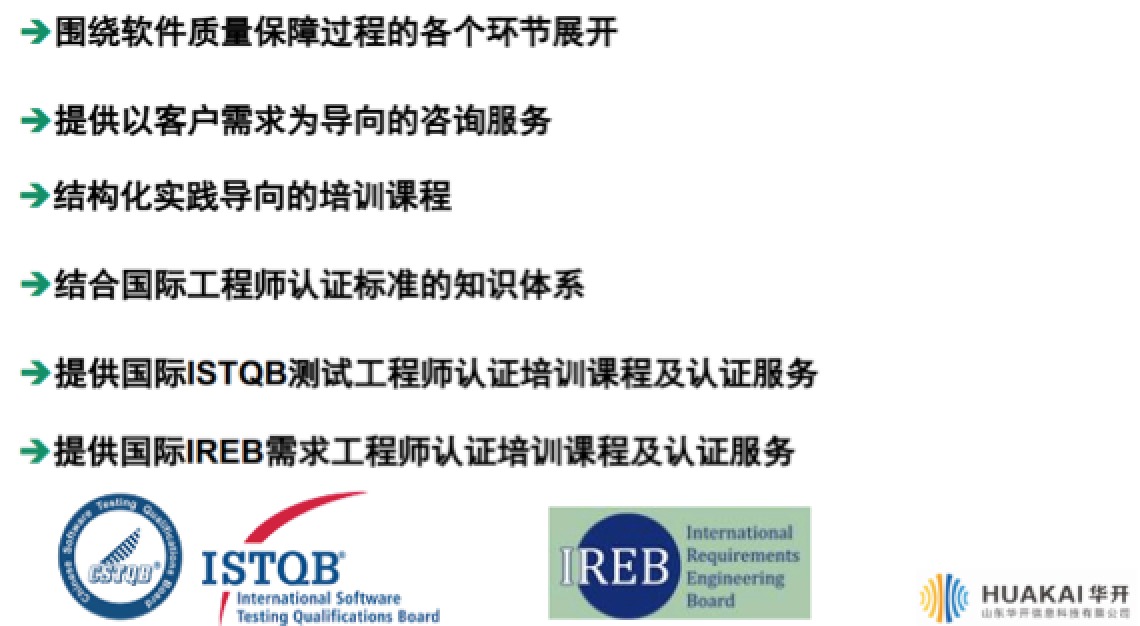 围绕软件质量保障过程的各个环节展开
提供以客户需求为导向的咨询服务
结构化实践导向的培训课程
结合国际工程师认证标准的知识体系
提供国际ISTQB测试工程师认证培训课程及认证服务
提供国际IREB需求工程师认证培训课程及认证服务
Chinese Software Testing Qualifications Board
CSTQB®
ISTQB®
International Software
Testing Qualifications Board
IREB
International
Requirements
Engineering
Board
HUAKAI 华开
山东华开信息科技有限公司